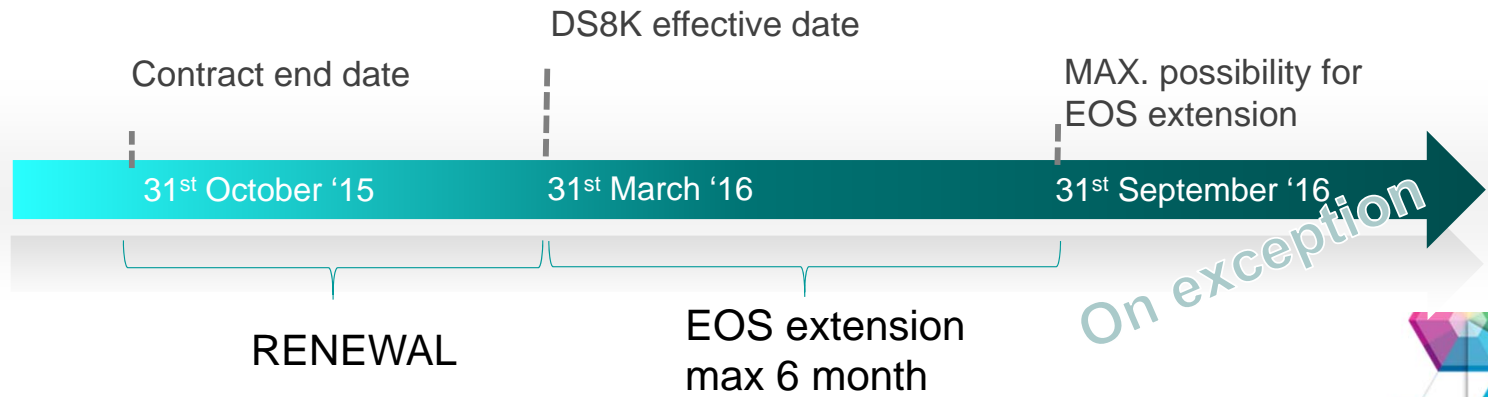 DS8K effective date
Contract end date
MAX. possibility for
EOS extension
31st October ‘15
31st March ‘16
31st September ‘16
On exception
RENEWAL
EOS extension
max 6 month